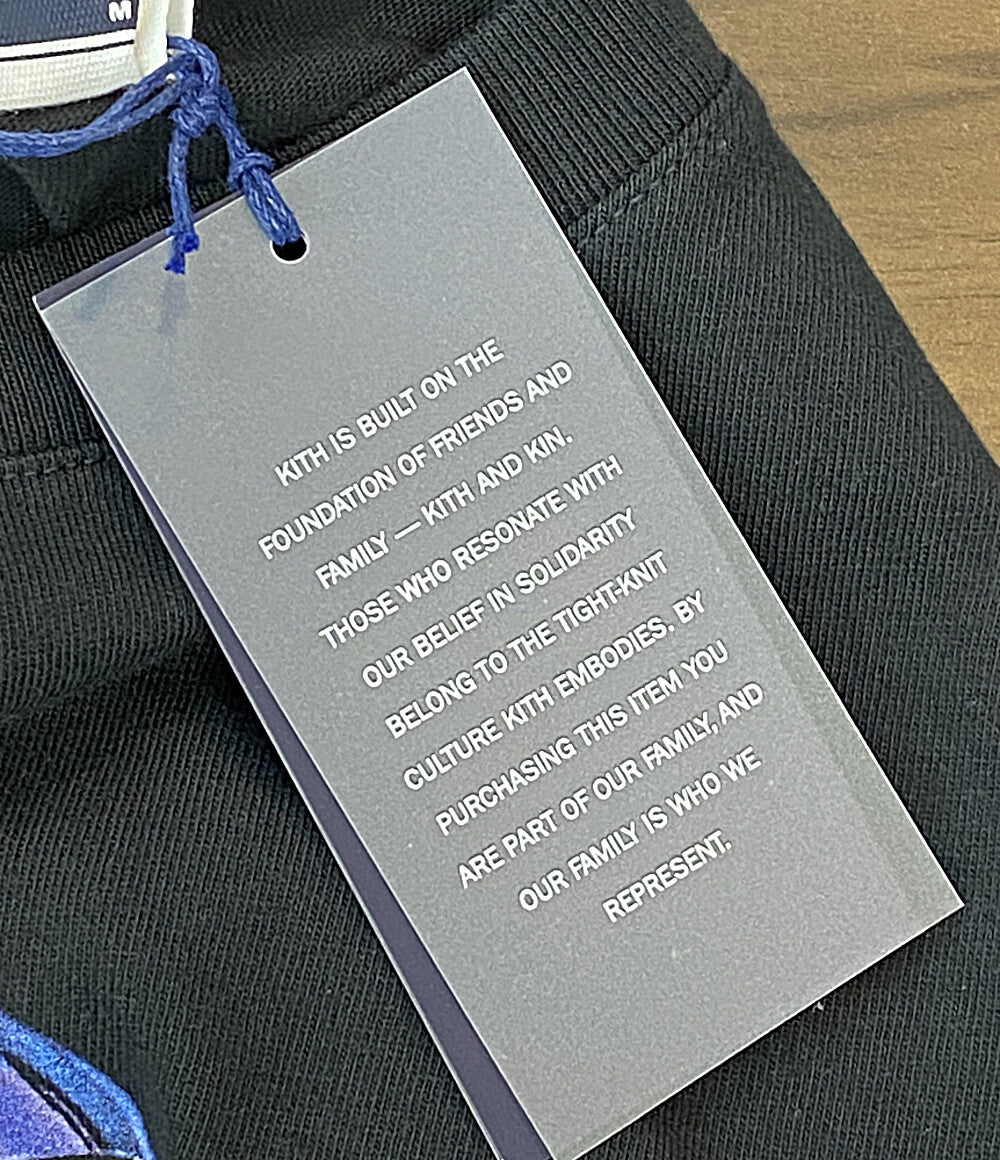 M
KITH IS BUILT ON THE
FOUNDATION OF FRIENDS AND
FAMILY — KITH AND KIN.
THOSE WHO RESONATE WITH
OUR BELIEF IN SOLIDARITY
BELONG TO THE TIGHT-KNIT
CULTURE KITH EMBODIES. BY
PURCHASING THIS ITEM YOU
ARE PART OF OUR FAMILY, AND
OUR FAMILY IS WHO WE
REPRESENT.